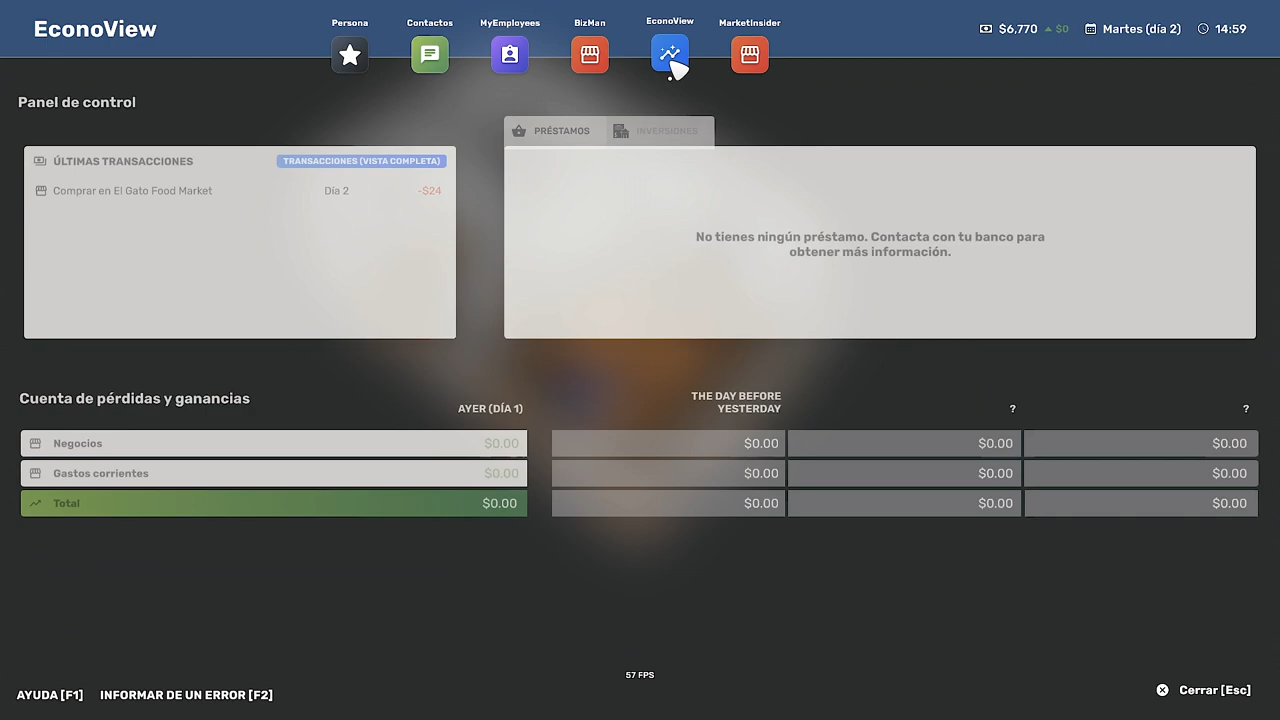 EconoView
Persona
Contactos
MyEmployees
BizMan
EconoView
MarketInsider
$6,770
$0
Martes (día 2)
14:59
Panel de control
ÚLTIMAS TRANSACCIONES
TRANSACCIONES (VISTA COMPLETA)
Comprar en El Gato Food Market
Día 2
-$24
PRÉSTAMOS
INVERSIONES
No tienes ningún préstamo. Contacta con tu banco para
obtener más información.
Cuenta de pérdidas y ganancias
AYER (DÍA 1)
THE DAY BEFORE
YESTERDAY
?
?
Negocios
$0.00
$0.00
$0.00
$0.00
Gastos corrientes
$0.00
$0.00
$0.00
$0.00
Total
$0.00
$0.00
$0.00
$0.00
57 FPS
AYUDA [F1]
INFORMAR DE UN ERROR [F2]
Cerrar [Esc]